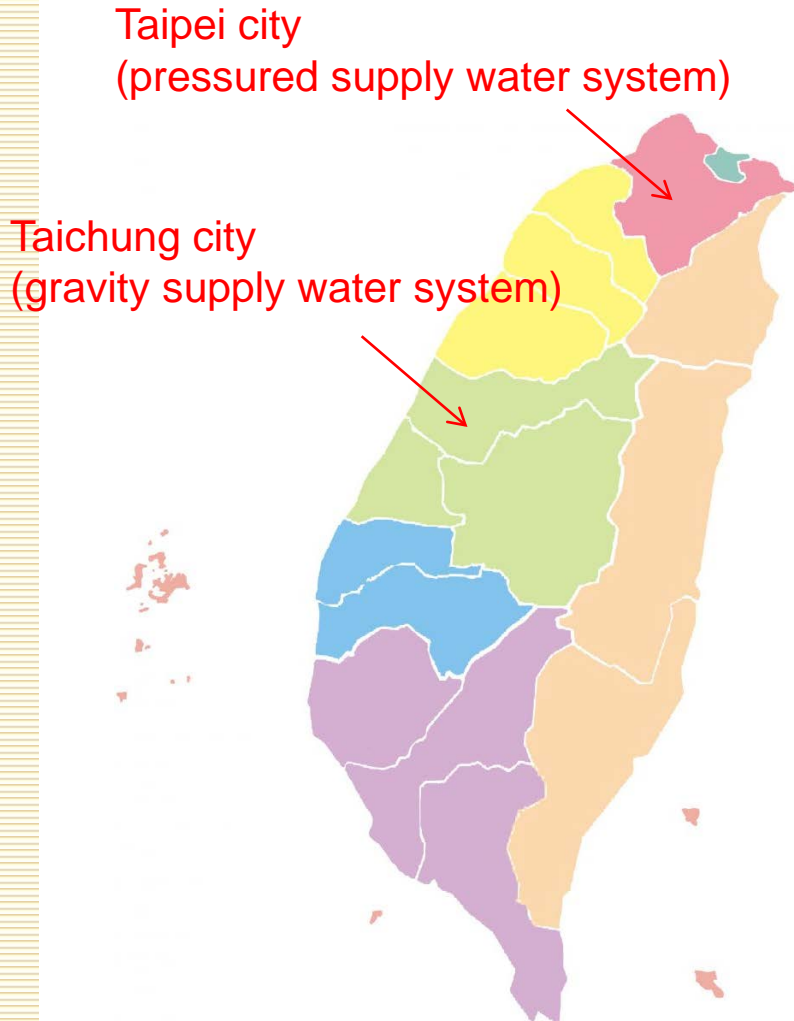 Taipei city
(pressured supply water system)
Taichung city
(gravity supply water system)